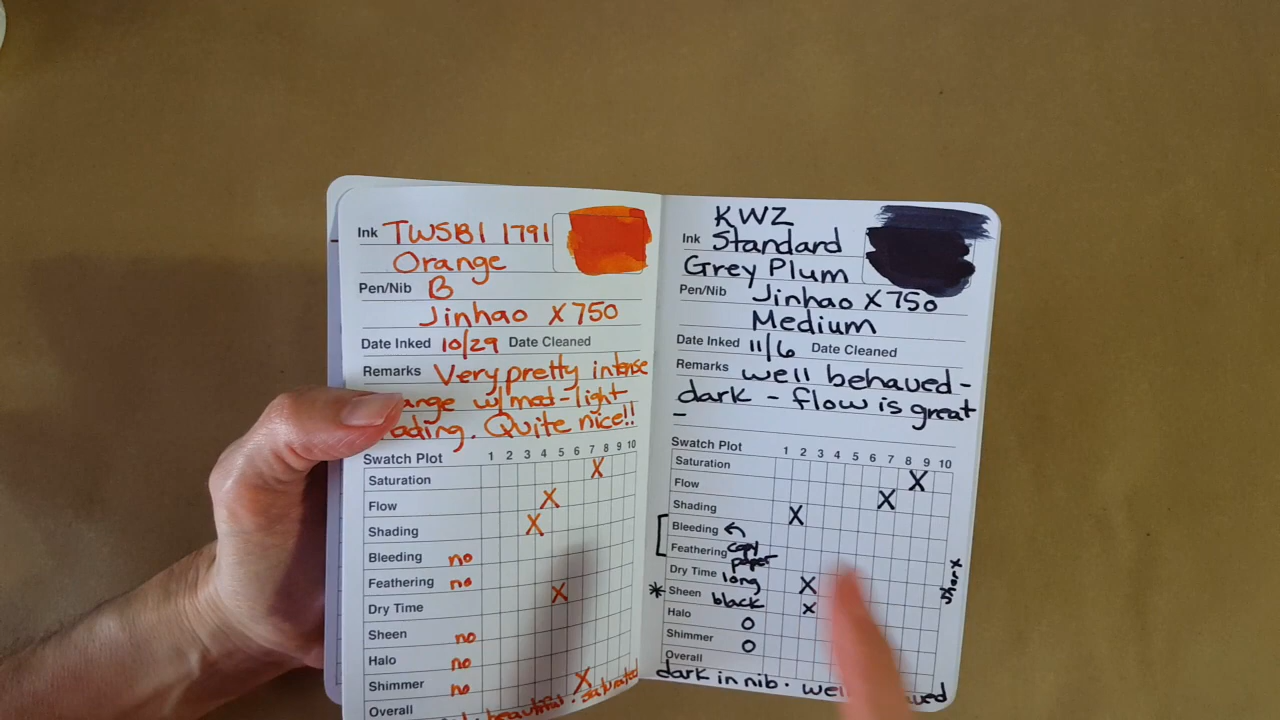 Ink TWSBI 1791
Orange
Pen/Nib B
Jinhao X750
Date Inked 10/29 Date Cleaned
Remarks Very pretty intense
w/med-light
Quite nice!!
Swatch Plot 1 2 3 4 5 6 7 8 9 10
Saturation X
Flow X
Shading X
Bleeding no
Feathering no
Dry Time X
Sheen no
Halo no
Shimmer no X
Overall
beautiful. saturated
KWZ
Ink Standard
Grey Plum
Pen/Nib Jinhao X750
Medium
Date Inked 11/6 Date Cleaned
Remarks well behaved -
dark - flow is great
-
Swatch Plot 1 2 3 4 5 6 7 8 9 10
Saturation X
Flow X
Shading X
Bleeding
Feathering copy
paper
Dry Time long X
* Sheen black X
Halo O
Shimmer O
Overall
dark in nib.